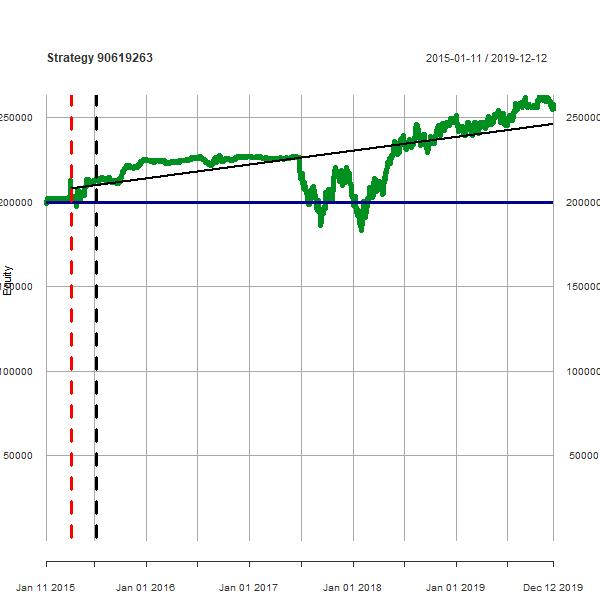 Strategy 90619263
2015-01-11 / 2019-12-12
250000
250000
200000
200000
Equity
150000
150000
100000
100000
50000
50000
Jan 11 2015
Jan 01 2016
Jan 01 2017
Jan 01 2018
Jan 01 2019
Dec 12 2019